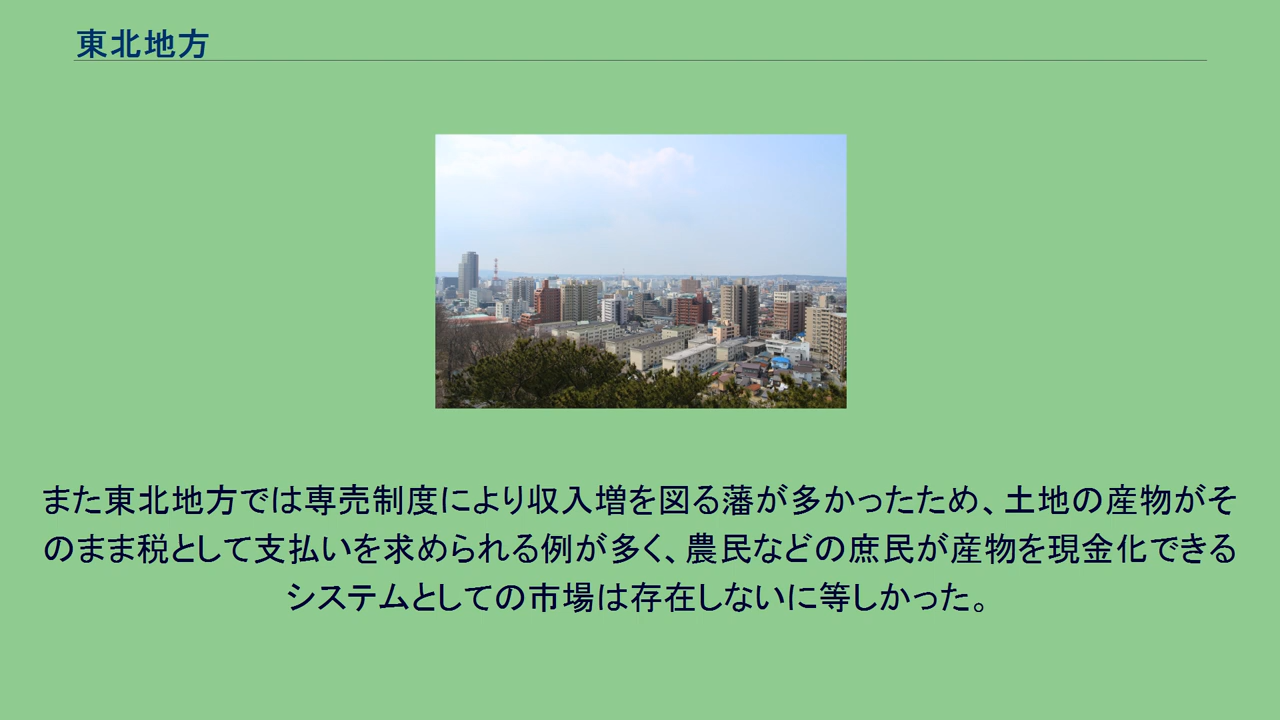 東北地方
また東北地方では専売制度により収入増を図る藩が多かったため、土地の産物がそ
のまま税として支払いを求められる例が多く、農民などの庶民が産物を現金化できる
システムとしての市場は存在しないに等しかった。